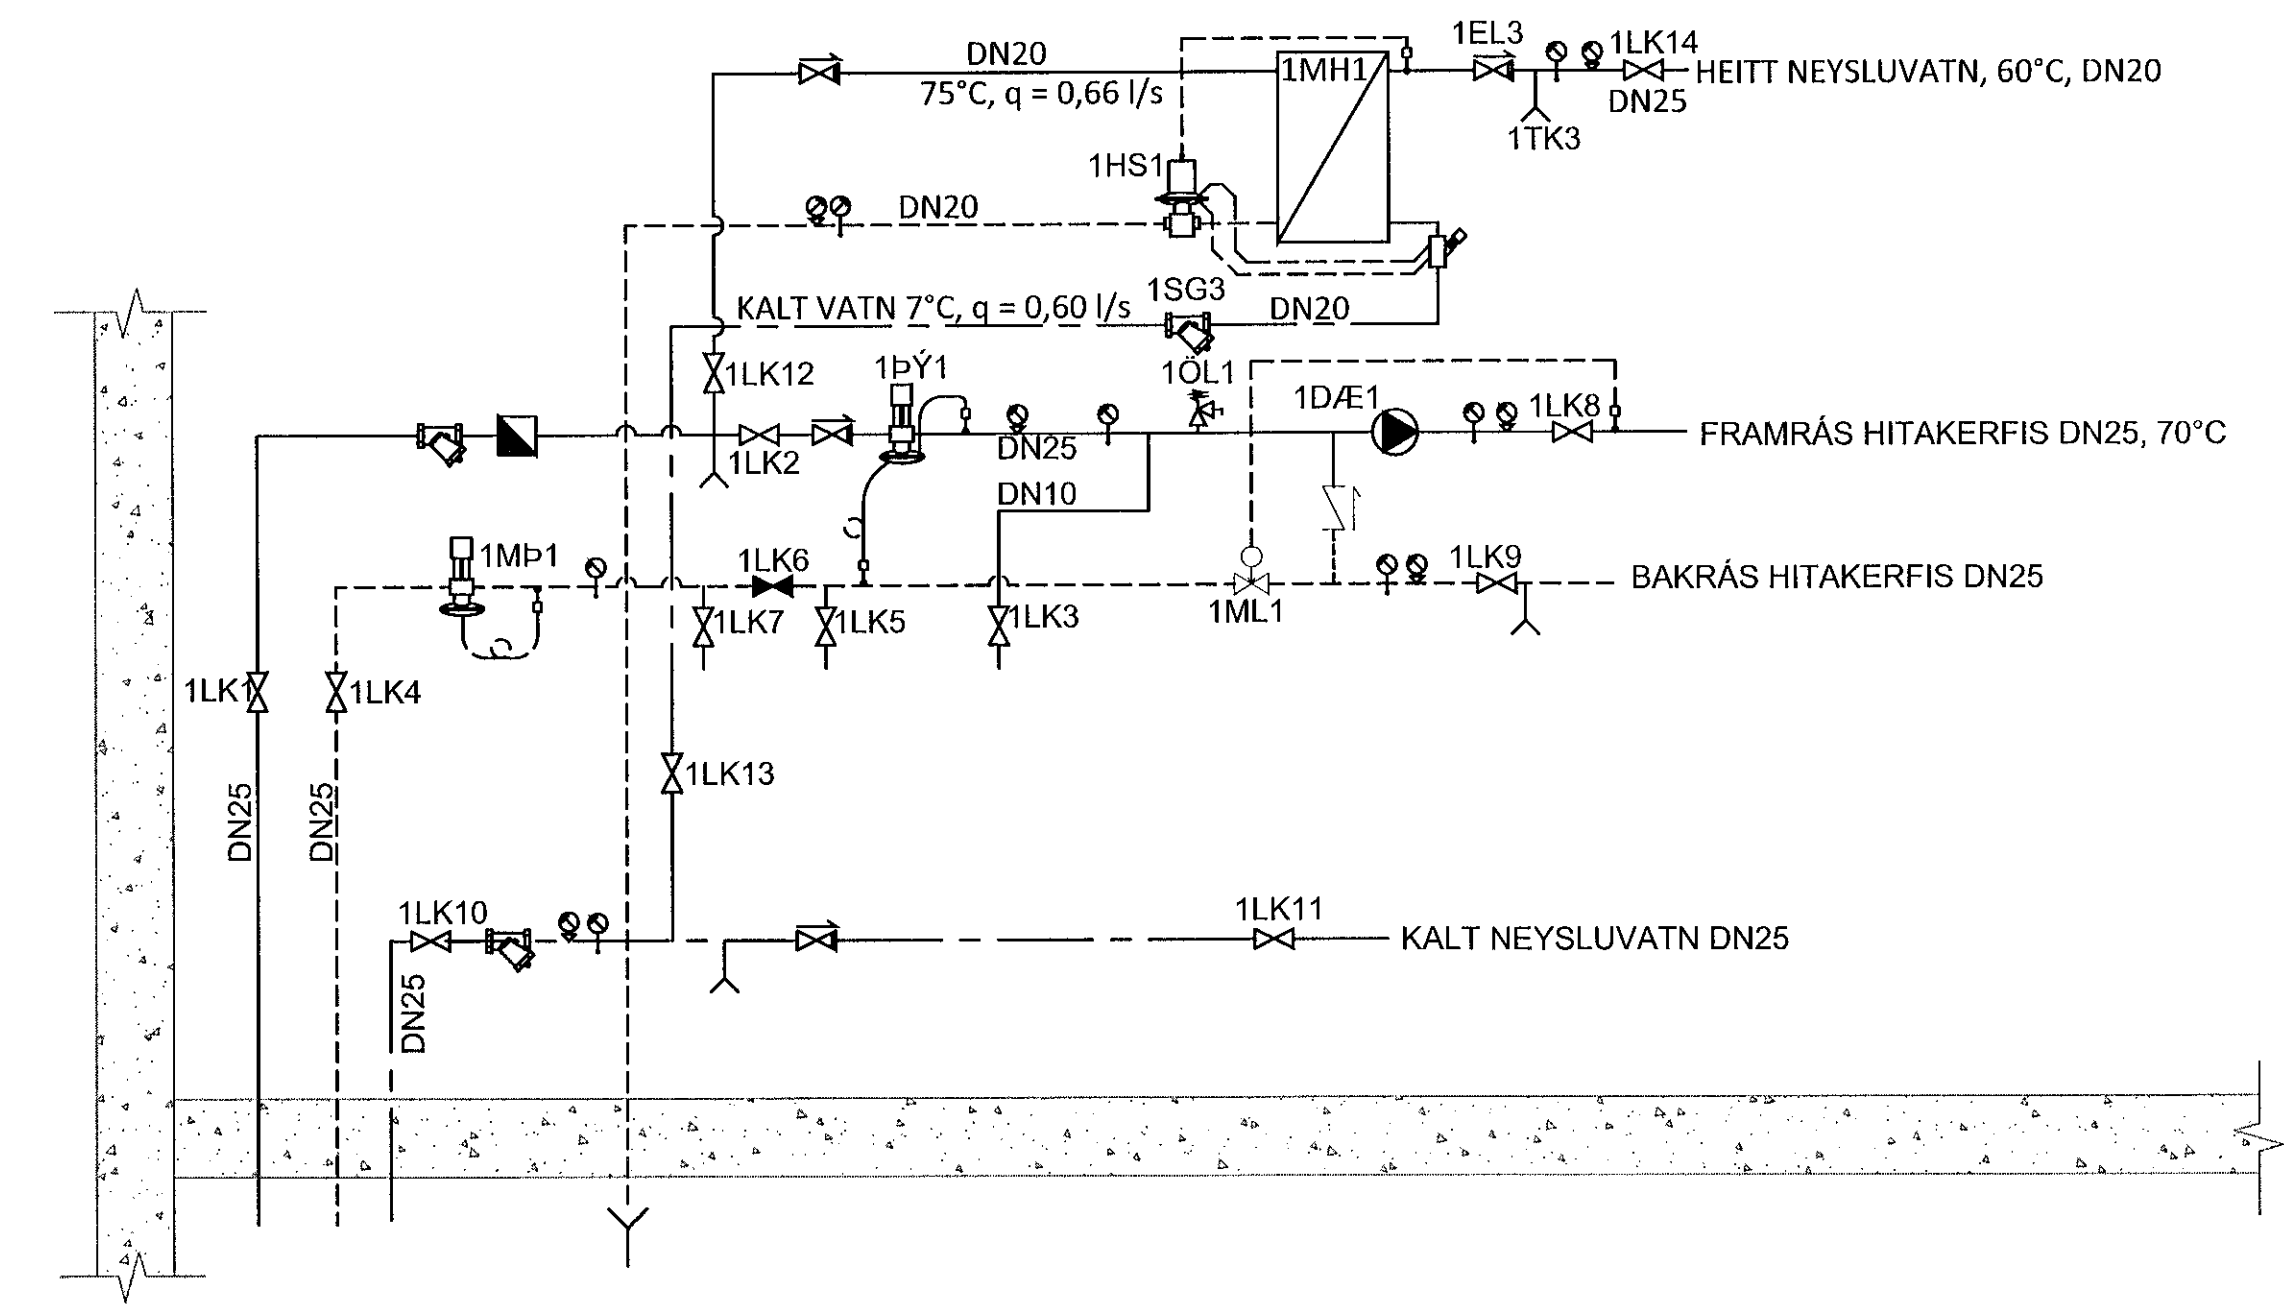 1EL3
1LK14
DN20
1MH1
HEITT NEYSLUVATN, 60°C, DN20
75°C, q = 0,66 l/s
DN25
1TK3
1HS1
DN20
1SG3
KALT VATN 7°C, q = 0,60 l/s
DN20
1LK12
1ÞÝ1
1ÖL1
1DÆ1
1LK8
FRAMRÁS HITAKERFIS DN25, 70°C
1LK2
DN25
DN10
1MÞ1
1LK6
1LK9
BAKRÁS HITAKERFIS DN25
1LK7
1LK5
1LK3
1ML1
1LK1
1LK4
1LK13
DN25
DN25
1LK10
1LK11
KALT NEYSLUVATN DN25
DN25